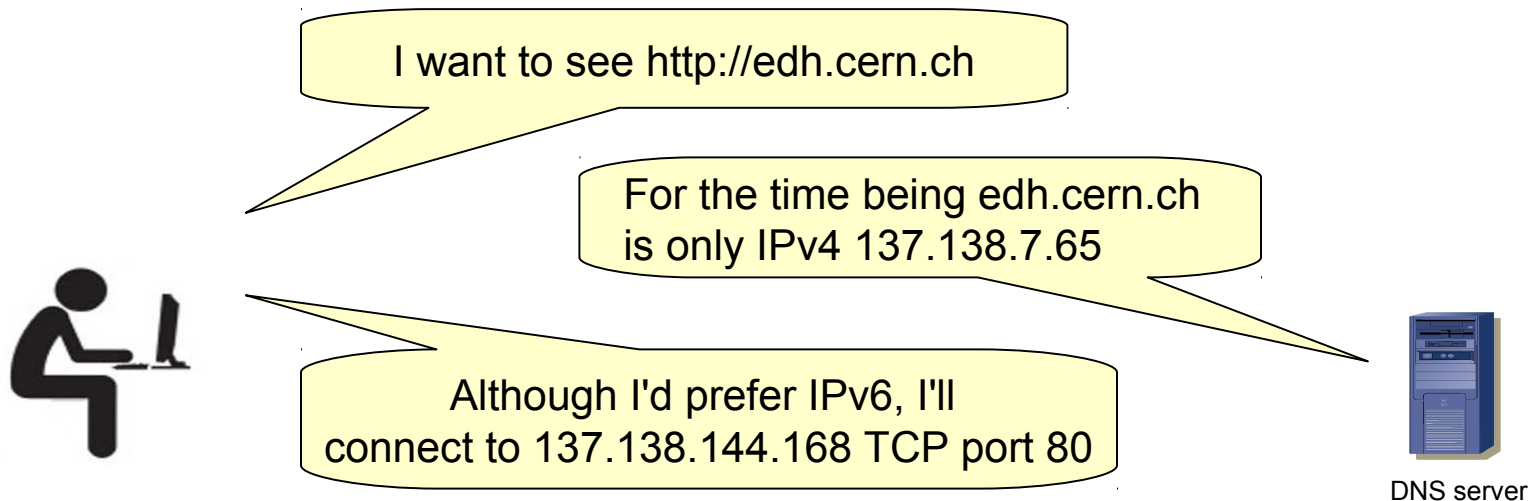 I want to see http://edh.cern.ch
For the time being edh.cern.ch
is only IPv4 137.138.7.65
Although I'd prefer IPv6, I'll
connect to 137.138.144.168 TCP port 80
DNS server